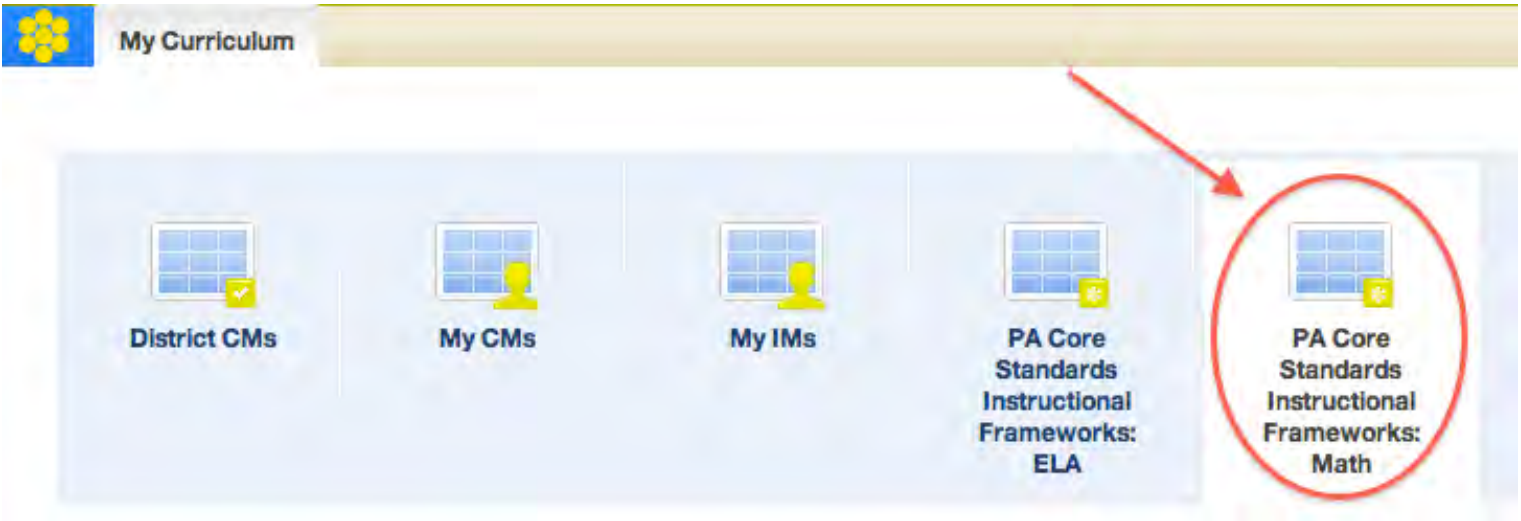 My Curriculum
District CMs
My CMs
My IMs
PA Core
Standards
Instructional
Frameworks:
ELA
PA Core
Standards
Instructional
Frameworks:
Math